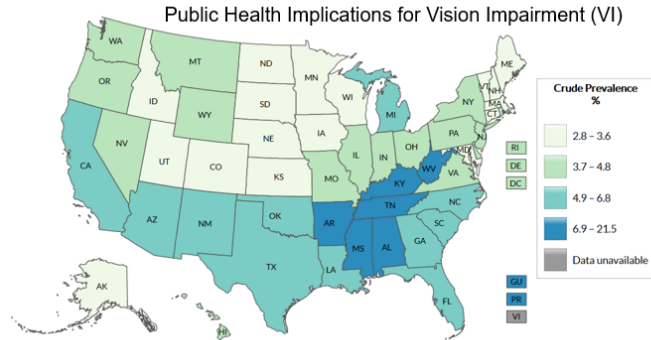 Public Health Implications for Vision Impairment (VI)
WA
MT
ND
MN
ME
VT
NH
OR
ID
SD
WI
NY
MA
CT
WY
MI
IA
PA
NJ
NE
OH
MD
NV
UT
IL
IN
CO
WV
VA
CA
KS
MO
KY
NC
TN
AZ
NM
OK
AR
SC
MS
AL
GA
TX
LA
FL
AK
HI
RI
DE
DC
GU
PR
VI
Crude Prevalence
%
2.8 – 3.6
3.7 – 4.8
4.9 – 6.8
6.9 – 21.5
Data unavailable